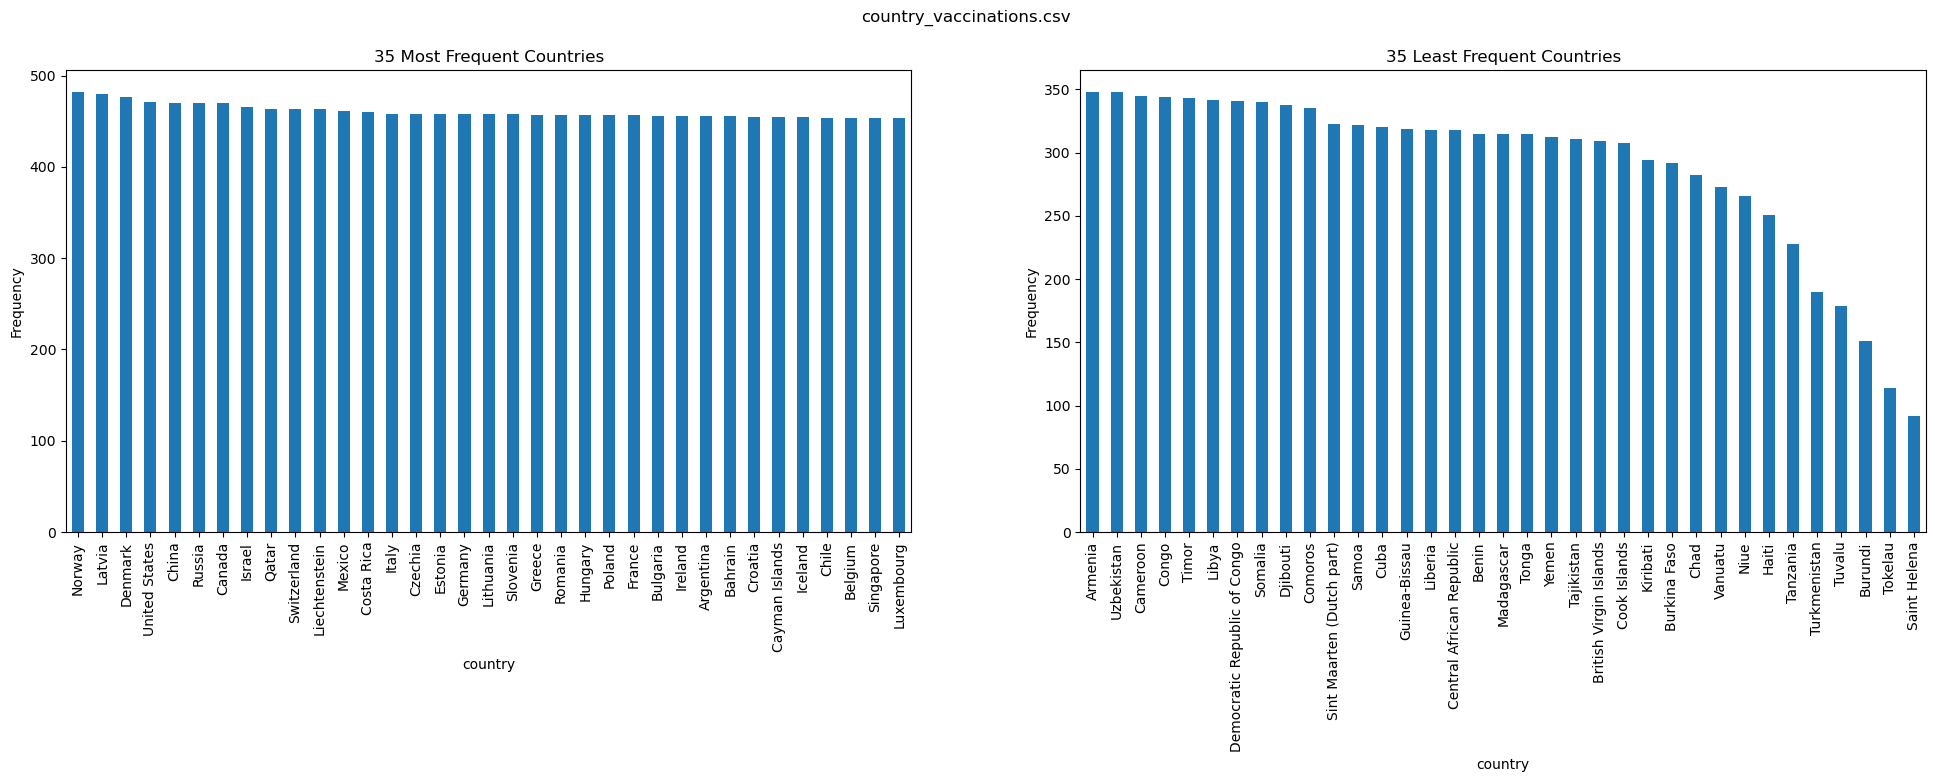 country_vaccinations.csv
35 Most Frequent Countries
500
400
300
200
100
0
Frequency
Norway
Latvia
Denmark
United States
China
Russia
Canada
Israel
Qatar
Switzerland
Liechtenstein
Mexico
Costa Rica
Italy
Czechia
Estonia
Germany
Lithuania
Slovenia
Greece
Romania
Hungary
Poland
France
Bulgaria
Ireland
Argentina
Bahrain
Croatia
Cayman Islands
Iceland
Chile
Belgium
Singapore
Luxembourg
country
35 Least Frequent Countries
350
300
250
200
150
100
50
0
Frequency
Armenia
Uzbekistan
Cameroon
Congo
Timor
Libya
Democratic Republic of Congo
Somalia
Djibouti
Comoros
Sint Maarten (Dutch part)
Samoa
Cuba
Guinea-Bissau
Liberia
Central African Republic
Benin
Madagascar
Tonga
Yemen
Tajikistan
British Virgin Islands
Cook Islands
Kiribati
Burkina Faso
Chad
Vanuatu
Niue
Haiti
Tanzania
Turkmenistan
Tuvalu
Burundi
Tokelau
Saint Helena
country